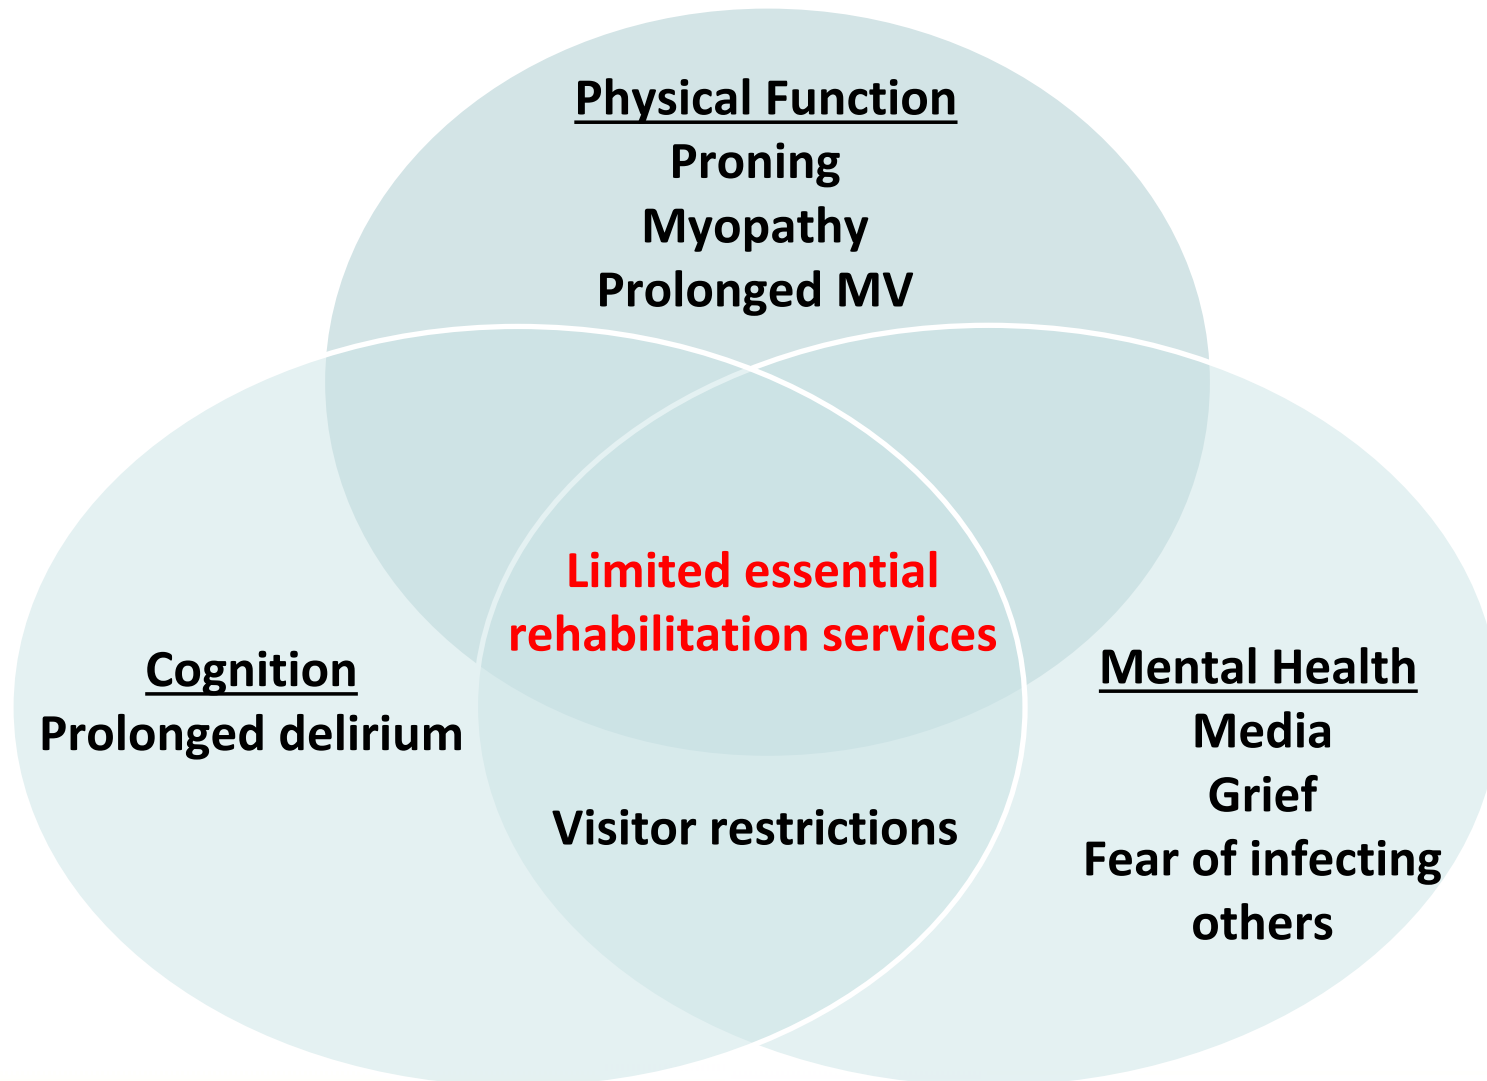 Physical Function
Proning
Myopathy
Prolonged MV
Limited essential
rehabilitation services
Cognition
Prolonged delirium
Mental Health
Media
Grief
Fear of infecting
others
Visitor restrictions